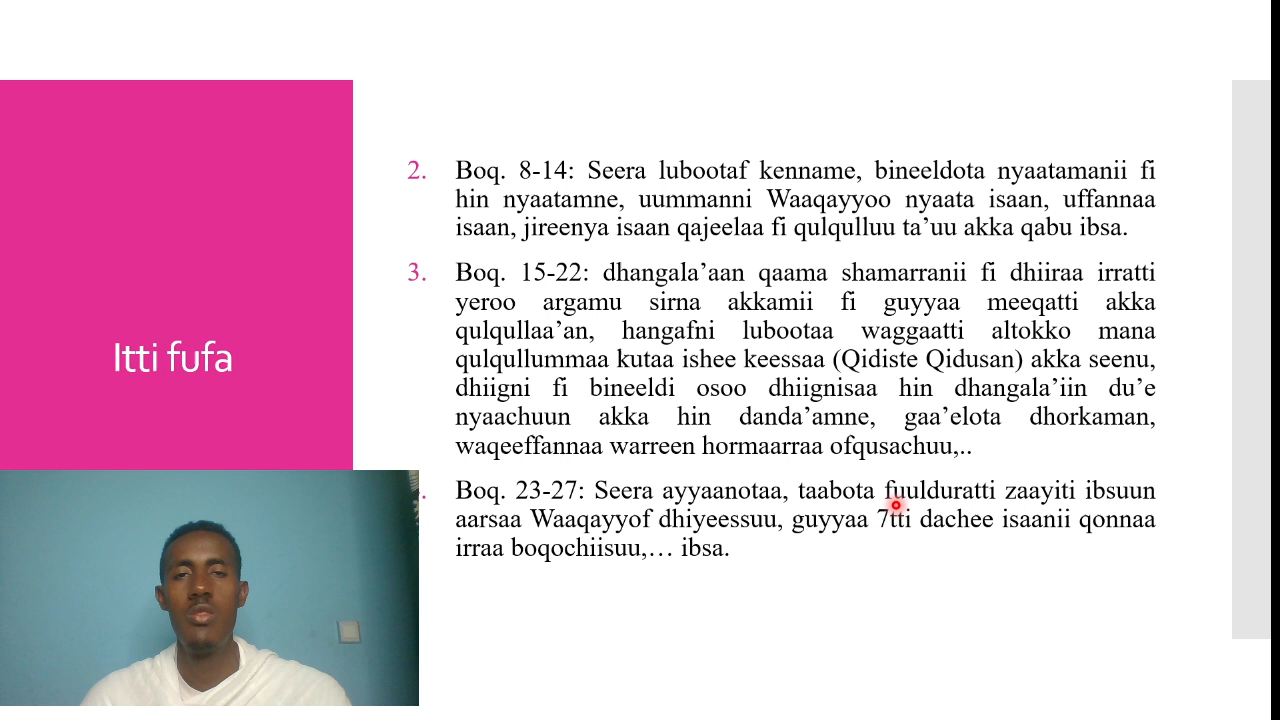 Itti fufa
2. Boq. 8-14: Seera lubootaf kenname, bineeldota nyaatamanii fi
hin nyaatamne, uummanni Waaqayyoo nyaata isaan, uffannaa
isaan, jireenya isaan qajeelaa fi qulqulluu ta’uu akka qabu ibsa.
3. Boq. 15-22: dhangala’aan qaama shamarranii fi dhiiraa irratti
yeroo argamu sirna akkamii fi guyyaa meeqatti akka
qulqullaa’an, hangafni lubootaa waggaatti altokko mana
qulqullummaa kutaa ishee keessaa (Qidiste Qidusan) akka seenu,
dhiigni fi bineeldi osoo dhiignisaa hin dhangala’iin du’e
nyaachuun akka hin danda’amne, gaa’elota dhorkaman,
waqeeffannaa warreen hormaarraa ofqusachuu,..
. Boq. 23-27: Seera ayyaanotaa, taabota fuulduratti zaayiti ibsuun
aarsaa Waaqayyof dhiyeessuu, guyyaa 7tti dachee isaanii qonnaa
irraa boqochiisuu,… ibsa.